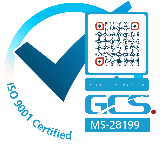 ISO 9001 Certified
GCS.
MS-28199